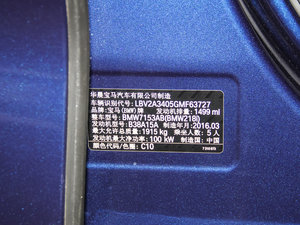 华晨宝马汽车有限公司制造
车辆识别代号: LBV2A3405GMF63727
品牌: 宝马(BMW)牌 发动机排量: 1499 ml
整车型号: BMW7153AB(BMW218i)
发动机型号: B38A15A 制造年月: 2016.03
最大允许总质量: 1915 kg 乘坐人数: 5 人
发动机最大净功率: 100 kW 制造国: 中国
颜色代码/色圈: C10